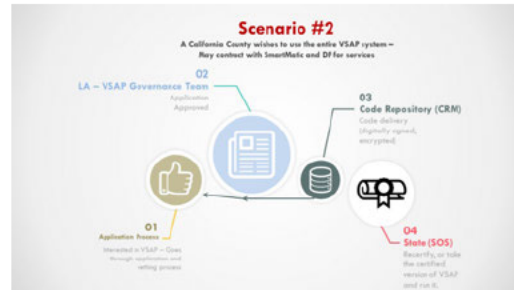 Scenario #2
A California County wishes to use the entire VSAP system –
May contract with SmartMatic and DF for services
02
LA – VSAP Governance Team
Application
Approved
03
Code Repository (CRM)
Code delivery
(digitally signed,
encrypted)
01
Application Process
Interested in VSAP – Goes
through application and
vetting process
04
State (SOS)
Recertify, or take
the certified
version of VSAP
and run it.